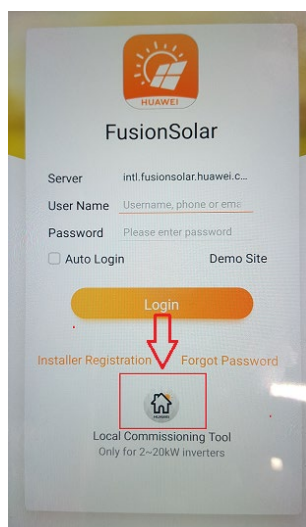 HUAWEI
FusionSolar
Server intl.fusionsolar.huawei.c...
User Name Username, phone or ema
Password Please enter password
Auto Login Demo Site
Login
Installer Registration Forgot Password
HUAWEI
Local Commissioning Tool
Only for 2~20kW inverters